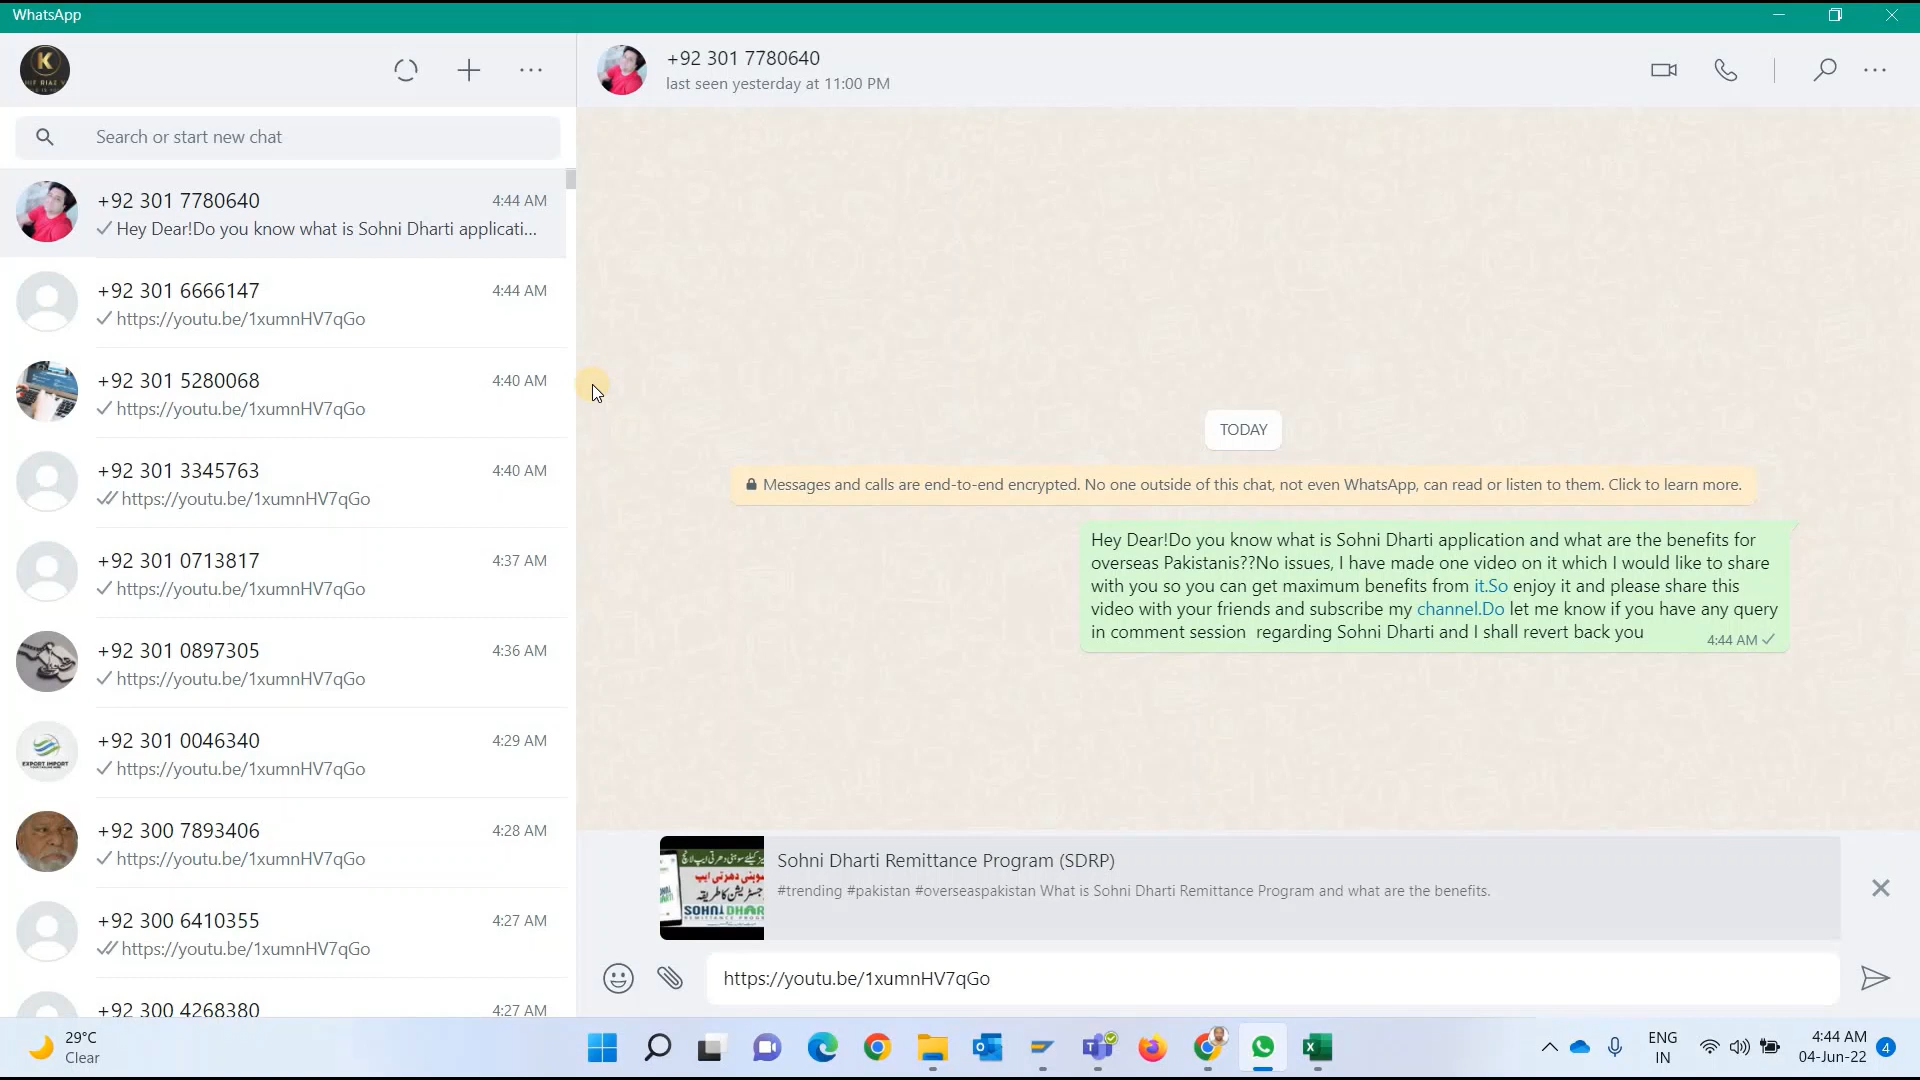 WhatsApp
K
+92 301 7780640
last seen yesterday at 11:00 PM
Search or start new chat
+92 301 7780640
4:44 AM
Hey Dear!Do you know what is Sohni Dharti applicati...
+92 301 6666147
4:44 AM
https://youtu.be/1xumnHV7qGo
+92 301 5280068
4:40 AM
https://youtu.be/1xumnHV7qGo
+92 301 3345763
4:40 AM
https://youtu.be/1xumnHV7qGo
+92 301 0713817
4:37 AM
https://youtu.be/1xumnHV7qGo
+92 301 0897305
4:36 AM
https://youtu.be/1xumnHV7qGo
+92 301 0046340
4:29 AM
https://youtu.be/1xumnHV7qGo
EXPORT IMPORT
+92 300 7893406
4:28 AM
https://youtu.be/1xumnHV7qGo
+92 300 6410355
4:27 AM
https://youtu.be/1xumnHV7qGo
+92 300 4268380
4:27 AM
TODAY
Messages and calls are end-to-end encrypted. No one outside of this chat, not even WhatsApp, can read or listen to them. Click to learn more.
Hey Dear!Do you know what is Sohni Dharti application and what are the benefits for
overseas Pakistanis??No issues, I have made one video on it which I would like to share
with you so you can get maximum benefits from it.So enjoy it and please share this
video with your friends and subscribe my channel.Do let me know if you have any query
in comment session  regarding Sohni Dharti and I shall revert back you
4:44 AM
Sohni Dharti Remittance Program (SDRP)
#trending #pakistan #overseaspakistan What is Sohni Dharti Remittance Program and what are the benefits.
https://youtu.be/1xumnHV7qGo
29°C
Clear
ENG
IN
4:44 AM
04-Jun-22
4